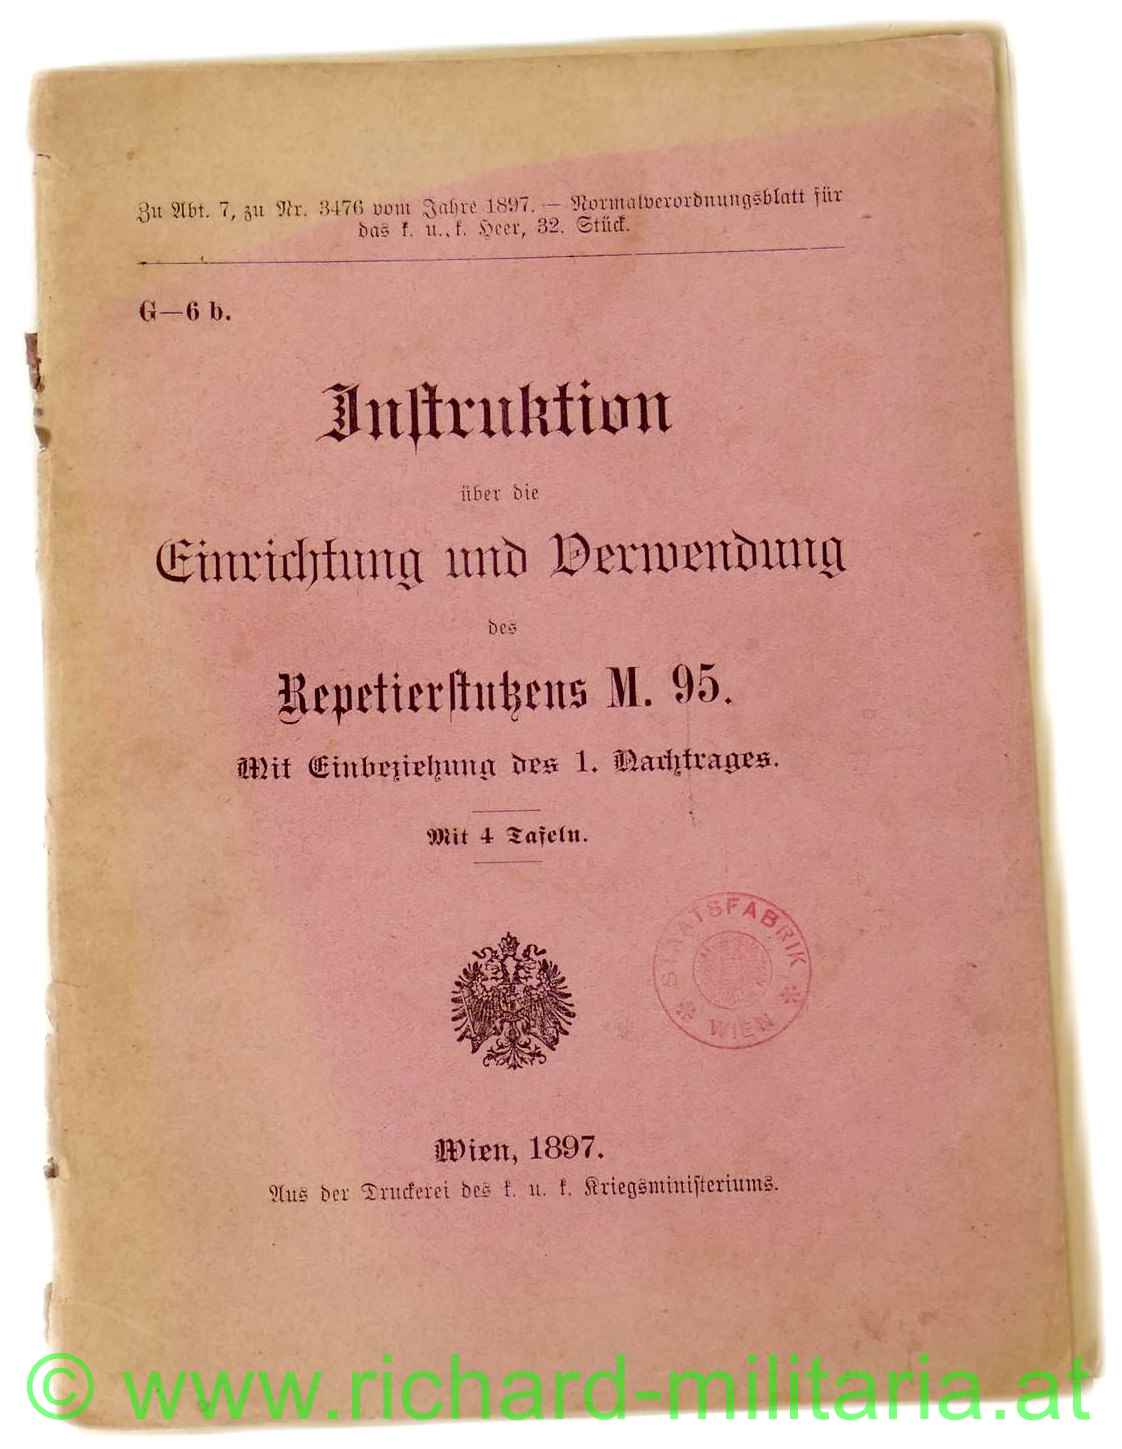 Zu Abt. 7, zu Nr. 3476 vom Jahre 1897. — Normalverordnungsblatt für
das k. u. k. Heer, 32. Stück.
G—6 b.
Instruktion
über die
Einrichtung und Verwendung
des
Repetierstutzens M. 95.
Mit Einbeziehung des 1. Nachtrages.
Mit 4 Tafeln.
STAATSFABRIK
* WIEN *
Wien, 1897.
Aus der Druckerei des k. u. k. Kriegsministeriums.
© www.richard-militaria.at